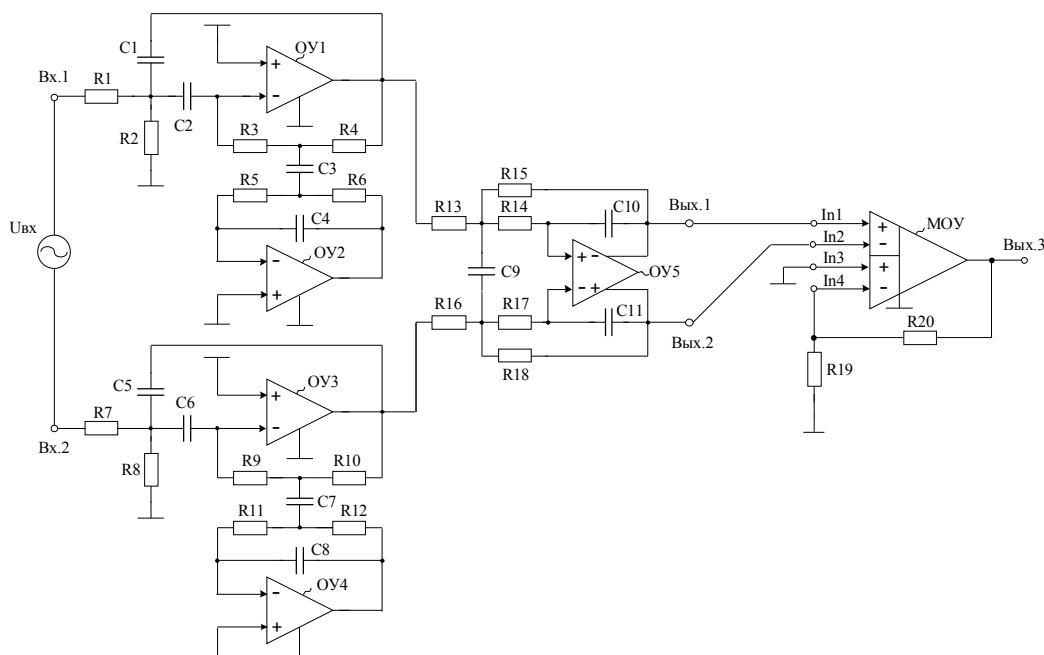 C1
ОУ1
Вх.1
R1
+
−
C2
R2
R3
R4
C3
R5
R6
C4
−
ОУ2
+
Uвх
R13
R15
R14
C10
Вых.1
C9
+ −
− +
ОУ5
R16
R17
C11
R18
Вых.2
In1
In2
In3
In4
+
−
+
−
МОУ
Вых.3
R20
R19
C5
ОУ3
R7
Вх.2
C6
+
−
R8
R9
R10
C7
R11
R12
C8
−
ОУ4
+